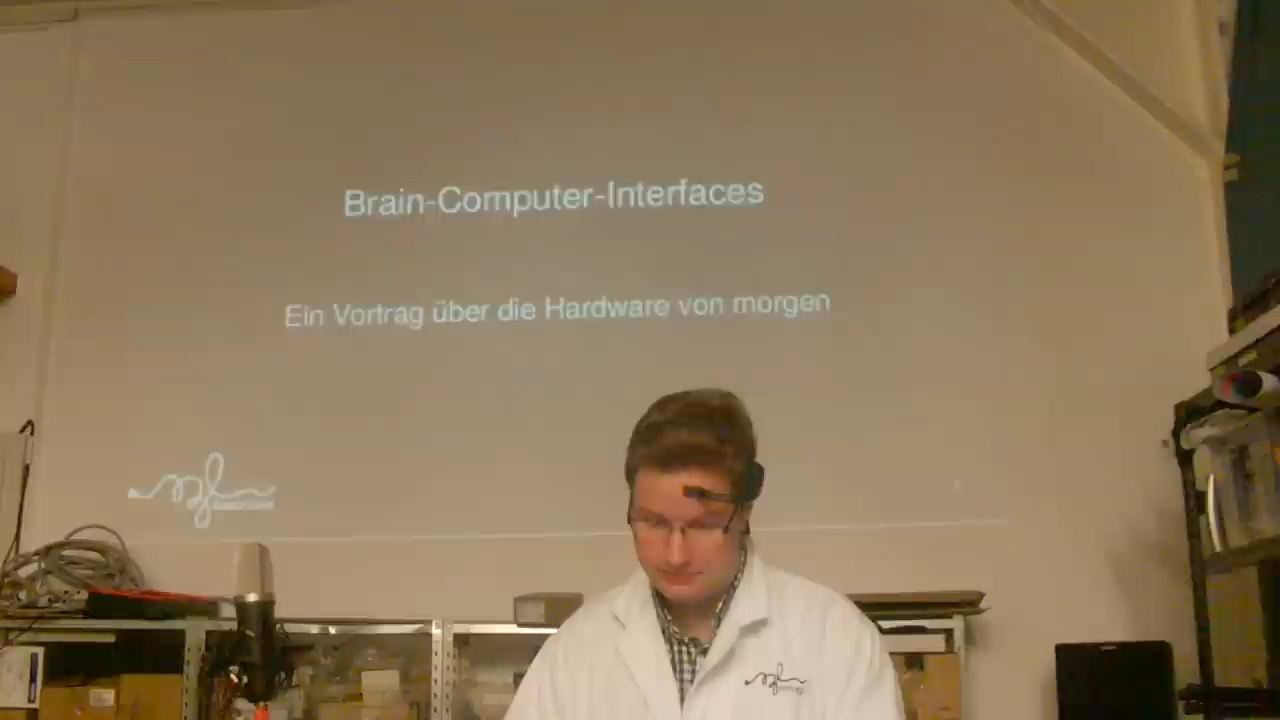 Brain-Computer-Interfaces
Ein Vortrag über die Hardware von morgen